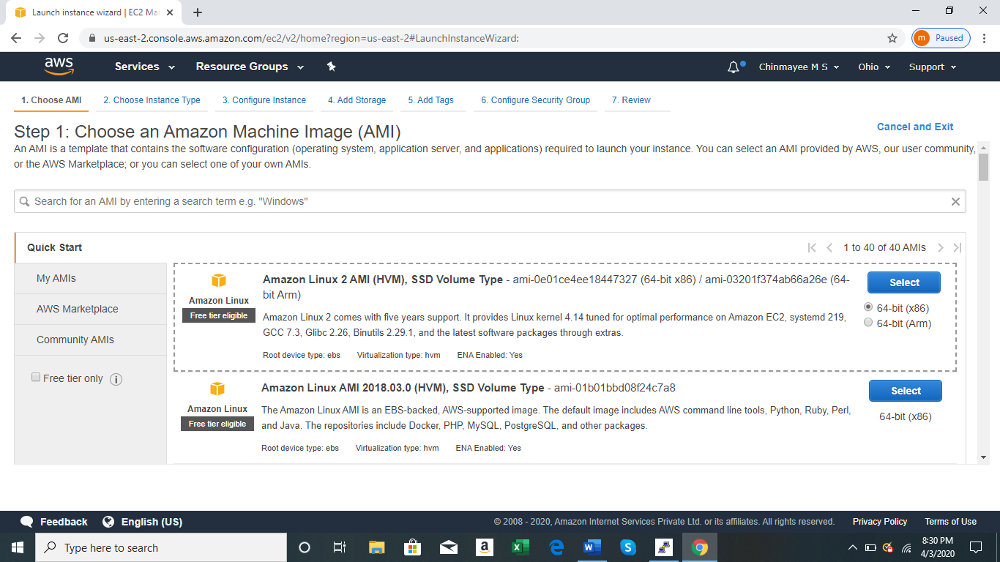 Launch instance wizard | EC2 Ma
us-east-2.console.aws.amazon.com/ec2/v2/home?region=us-east-2#LaunchInstanceWizard:
m Paused
aws
Services
Resource Groups
Chinmayee M S
Ohio
Support
1. Choose AMI
2. Choose Instance Type
3. Configure Instance
4. Add Storage
5. Add Tags
6. Configure Security Group
7. Review
Step 1: Choose an Amazon Machine Image (AMI)
Cancel and Exit
An AMI is a template that contains the software configuration (operating system, application server, and applications) required to launch your instance. You can select an AMI provided by AWS, our user community,
or the AWS Marketplace; or you can select one of your own AMIs.
Search for an AMI by entering a search term e.g. "Windows"
Quick Start
1 to 40 of 40 AMIs
My AMIs
AWS Marketplace
Community AMIs
Free tier only
Amazon Linux
Free tier eligible
Amazon Linux 2 AMI (HVM), SSD Volume Type - ami-0e01ce4ee18447327 (64-bit x86) / ami-03201f374ab66a26e (64-
bit Arm)
Amazon Linux 2 comes with five years support. It provides Linux kernel 4.14 tuned for optimal performance on Amazon EC2, systemd 219,
GCC 7.3, Glibc 2.26, Binutils 2.29.1, and the latest software packages through extras.
Root device type: ebs Virtualization type: hvm ENA Enabled: Yes
Select
64-bit (x86)
64-bit (Arm)
Amazon Linux
Free tier eligible
Amazon Linux AMI 2018.03.0 (HVM), SSD Volume Type - ami-01b01bbd08f24c7a8
The Amazon Linux AMI is an EBS-backed, AWS-supported image. The default image includes AWS command line tools, Python, Ruby, Perl,
and Java. The repositories include Docker, PHP, MySQL, PostgreSQL, and other packages.
Root device type: ebs Virtualization type: hvm ENA Enabled: Yes
Select
64-bit (x86)
Feedback
English (US)
© 2008 - 2020, Amazon Internet Services Private Ltd. or its affiliates. All rights reserved.
Privacy Policy
Terms of Use
Type here to search
8:30 PM
4/3/2020